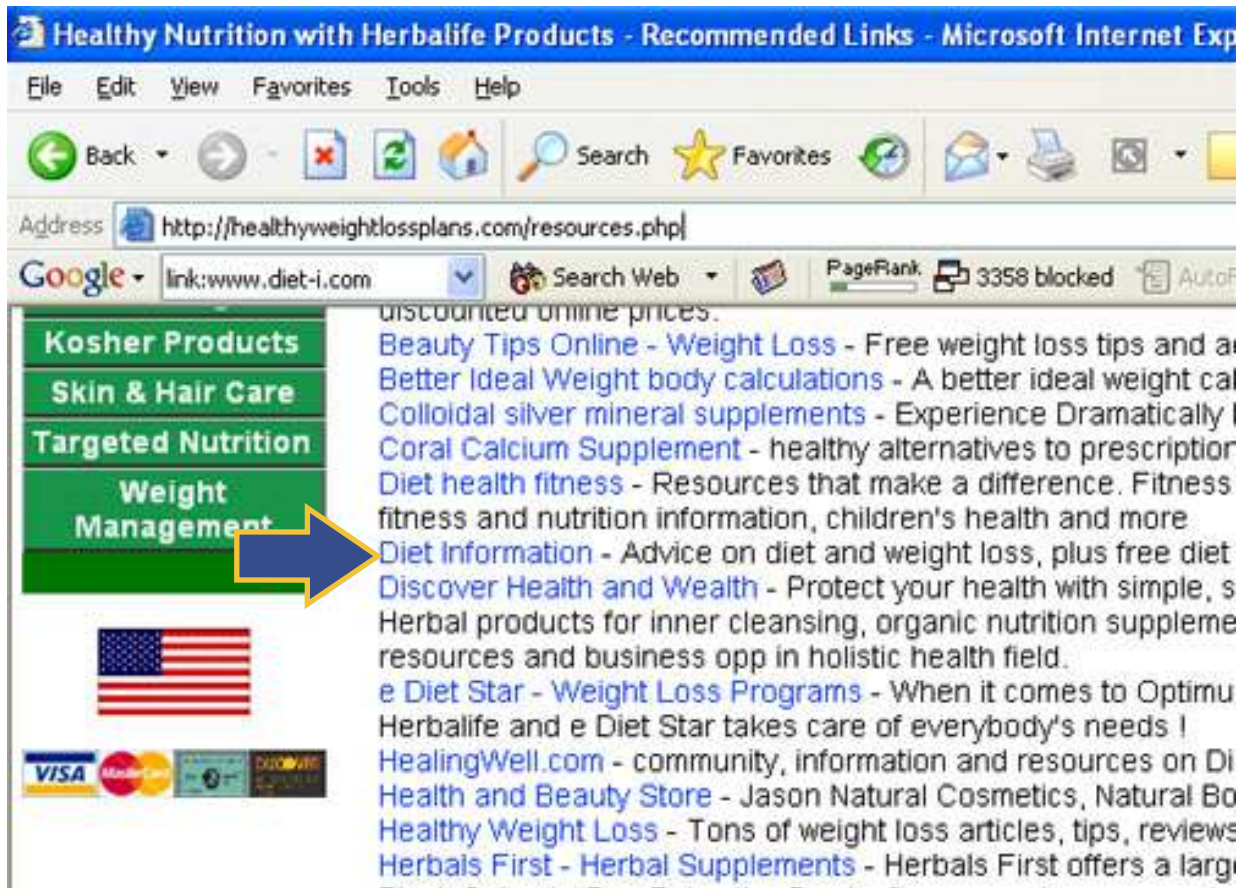 Healthy Nutrition with Herbalife Products - Recommended Links - Microsoft Internet Exp
File Edit View Favorites Tools Help
Back Search Favorites
Address http://healthyweightlossplans.com/resources.php
Google link:www.diet-i.com Search Web PageRank 3358 blocked AutoF
discounted online prices.
Kosher Products
Skin & Hair Care
Targeted Nutrition
Weight
Management
VISA MasterCard DISCOVER
Beauty Tips Online - Weight Loss - Free weight loss tips and a
Better Ideal Weight body calculations - A better ideal weight cal
Colloidal silver mineral supplements - Experience Dramatically
Coral Calcium Supplement - healthy alternatives to prescription
Diet health fitness - Resources that make a difference. Fitness
fitness and nutrition information, children's health and more
Diet Information - Advice on diet and weight loss, plus free diet
Discover Health and Wealth - Protect your health with simple, s
Herbal products for inner cleansing, organic nutrition suppleme
resources and business opp in holistic health field.
e Diet Star - Weight Loss Programs - When it comes to Optimu
Herbalife and e Diet Star takes care of everybody's needs !
HealingWell.com - community, information and resources on Di
Health and Beauty Store - Jason Natural Cosmetics, Natural Bo
Healthy Weight Loss - Tons of weight loss articles, tips, reviews
Herbals First - Herbal Supplements - Herbals First offers a large